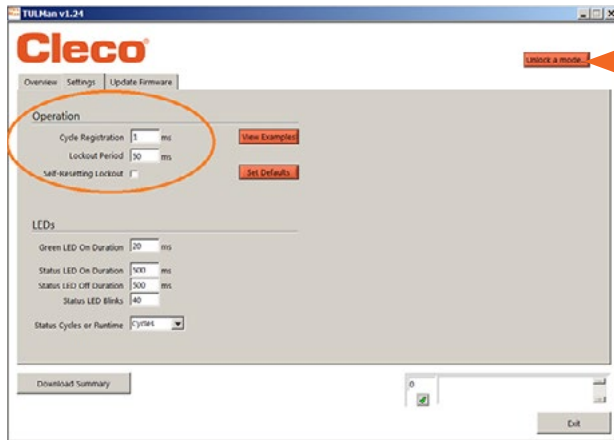 TULMan v1.24
Cleco
Unlock a mode...
Overview Settings Update Firmware
Operation
Cycle Registration 1 ms View Examples
Lockout Period 50 ms
Self-Resetting Lockout Set Defaults
LEDs
Green LED On Duration 20 ms
Status LED On Duration 500 ms
Status LED Off Duration 500 ms
Status LED Blinks 40
Status Cycles or Runtime Cycles
Download Summary
0
Exit